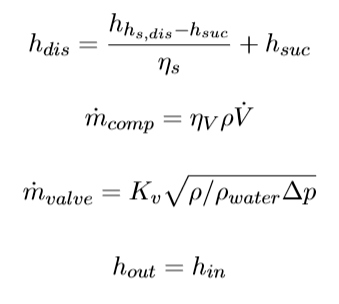 h_{dis} = \frac{h_{h_{s,dis}-h_{suc}}}{\eta_s} + h_{suc}
\dot{m}_{comp} = \eta_V \rho \dot{V}
\dot{m}_{valve} = K_v \sqrt{\rho/\rho_{water} \Delta p}
h_{out} = h_{in}